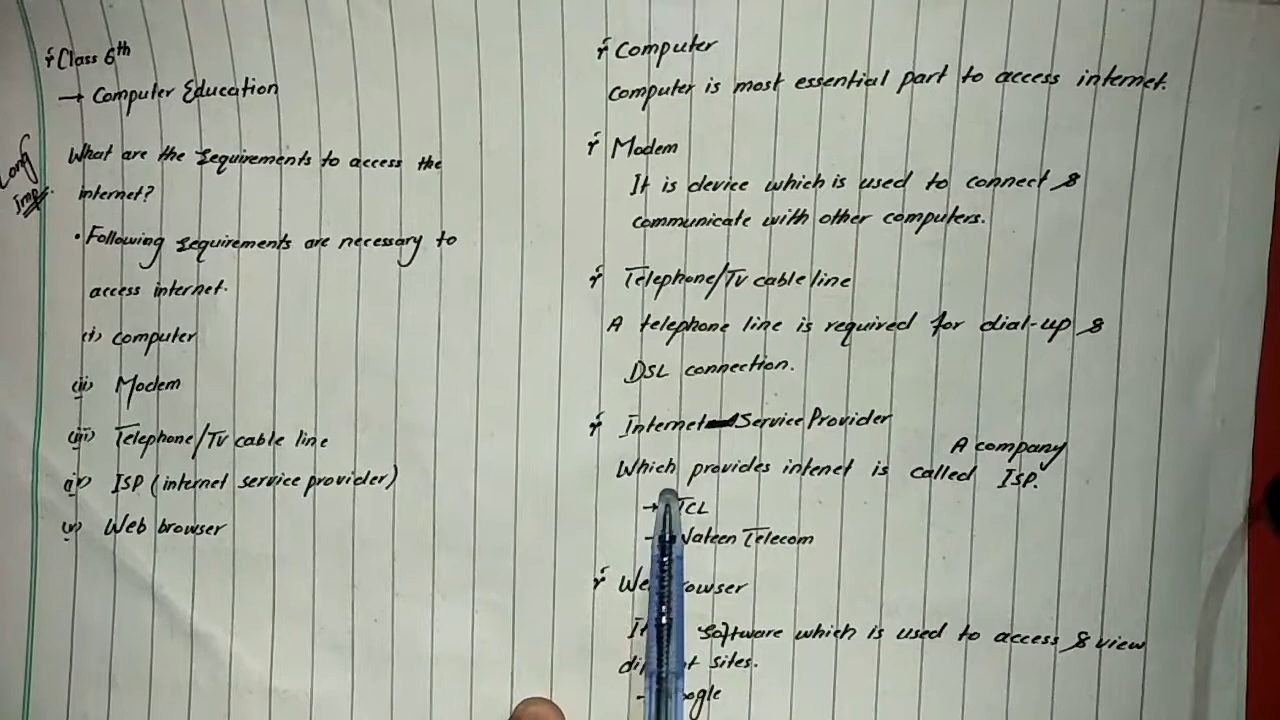 Class 6th
→ Computer Education
Long
Imp.
What are the requirements to access the
internet?
• Following requirements are necessary to
access internet.
(i) computer
(ii) Modem
(iii) Telephone/Tv cable line
(iv) ISP (internet service provider)
(v) Web browser
Computer
Computer is most essential part to access internet.
Modem
It is device which is used to connect &
communicate with other computers.
Telephone/Tv cable line
A telephone line is required for dial-up &
DSL connection.
Internet Service Provider
A company
Which provides intenet is called ISP.
→ TCL
Wateen Telecom
It software which is used to access & view
sites.